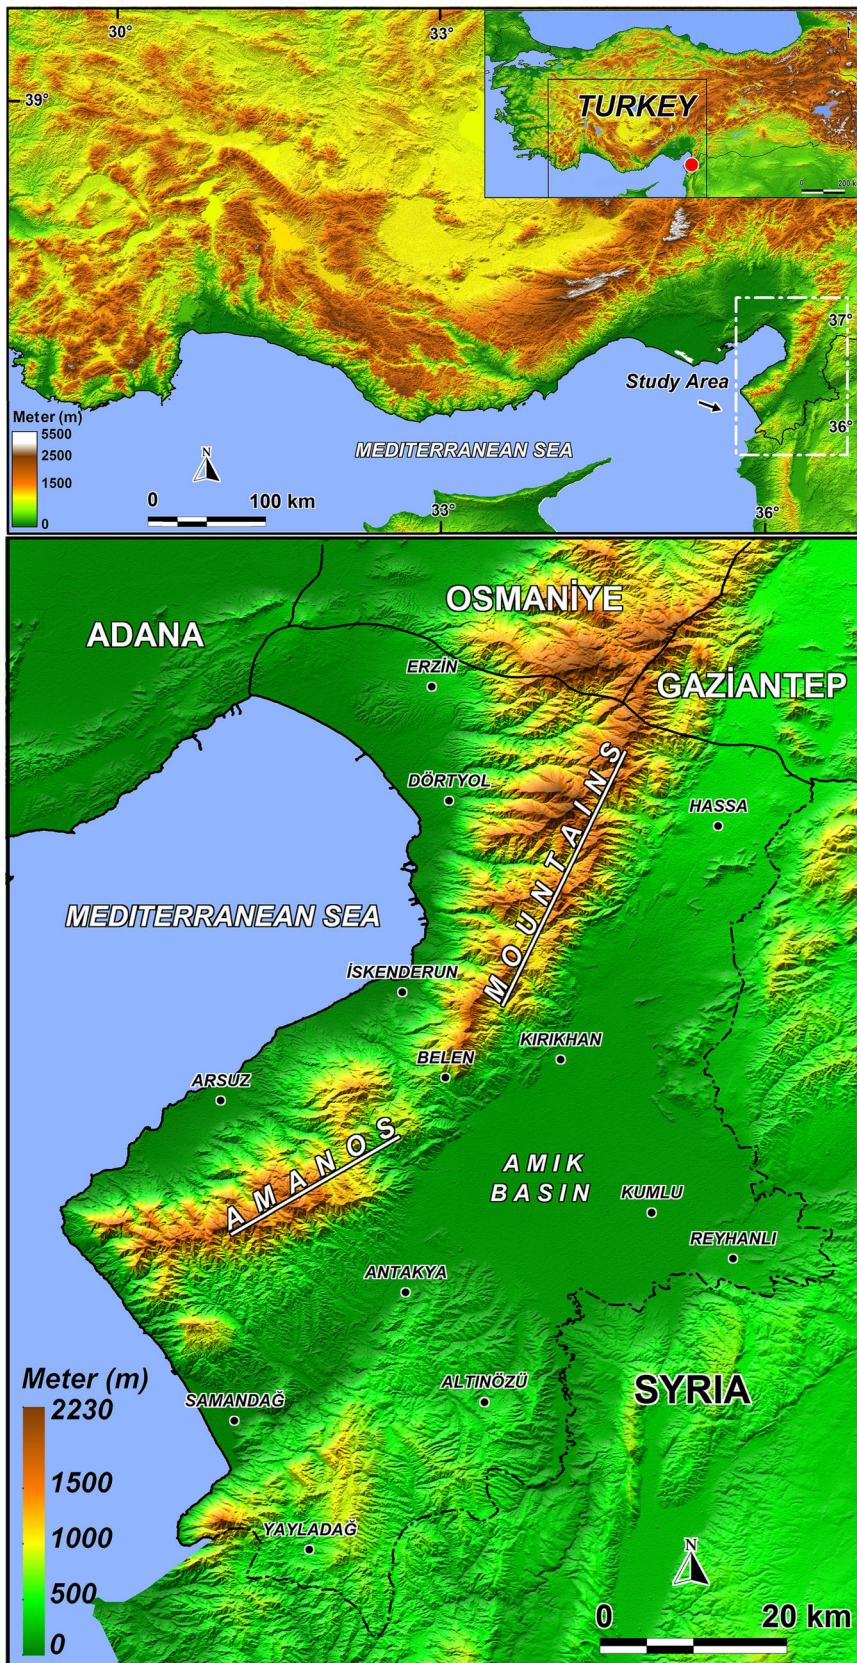 30°
33°
39°
TURKEY
0
200 k
37°
Study Area
36°
Meter (m)
5500
2500
1500
0
N
0
100 km
MEDITERRANEAN SEA
33°
36°
OSMANİYE
ADANA
ERZİN
GAZİANTEP
DÖRTYOL
HASSA
MOUNTAINS
MEDITERRANEAN SEA
İSKENDERUN
KIRIKHAN
BELEN
ARSUZ
AMANOS
AMIK
BASIN
KUMLU
REYHANLI
ANTAKYA
Meter (m)
2230
1500
1000
500
0
ALTINÖZÜ
SYRIA
SAMANDAĞ
YAYLADAĞ
N
0
20 km